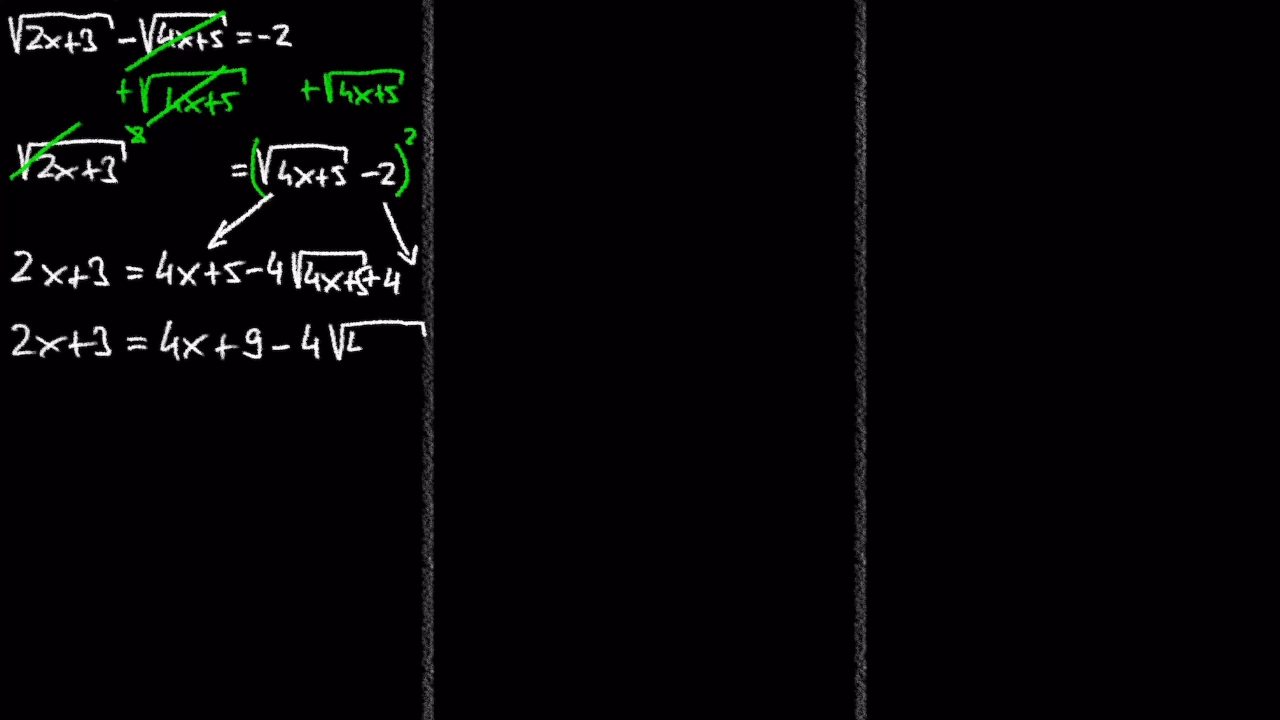 √(2x+3) - √(4x+5) = -2
+√(4x+5) +√(4x+5)
√(2x+3)² = (√(4x+5) - 2)²
2x+3 = 4x+5-4√(4x+5)+4
2x+3 = 4x+9-4√